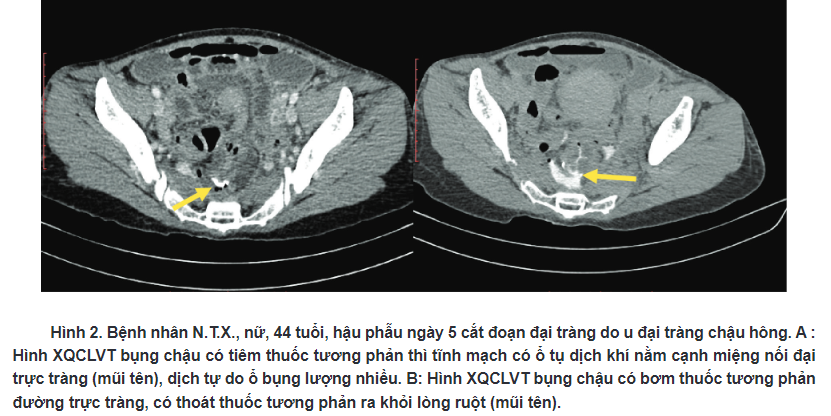 Hình 2. Bệnh nhân N.T.X., nữ, 44 tuổi, hậu phẫu ngày 5 cắt đoạn đại tràng do u đại tràng chậu hông. A :
Hình XQCLVT bụng chậu có tiêm thuốc tương phản thì tĩnh mạch có ổ tụ dịch khí nằm cạnh miệng nối đại
trực tràng (mũi tên), dịch tự do ổ bụng lượng nhiều. B: Hình XQCLVT bụng chậu có bơm thuốc tương phản
đường trực tràng, có thoát thuốc tương phản ra khỏi lòng ruột (mũi tên).